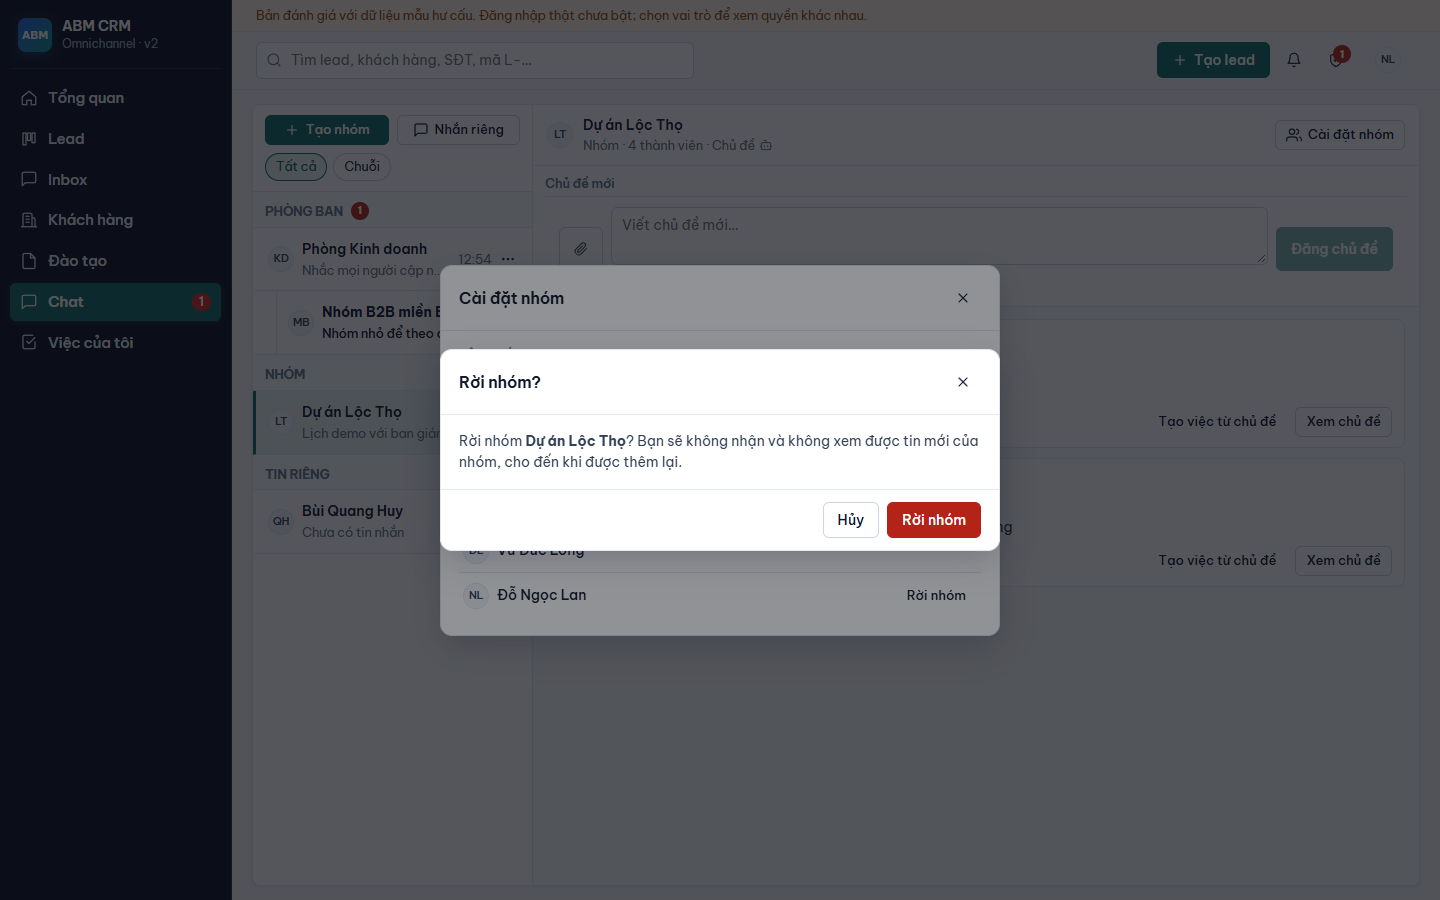 ABM
ABM CRM
Omnichannel · v2
Tổng quan
Lead
Inbox
Khách hàng
Đào tạo
Chat
1
Việc của tôi
Bản đánh giá với dữ liệu mẫu hư cấu. Đăng nhập thật chưa bật; chọn vai trò để xem quyền khác nhau.
Tìm lead, khách hàng, SĐT, mã L-...
Tạo lead
1
NL
Tạo nhóm
Nhắn riêng
Tất cả
Chuỗi
PHÒNG BAN 1
KD
Phòng Kinh doanh
Nhắc mọi người cập n...
12:54
MB
Nhóm B2B miền
Nhóm nhỏ để theo
NHÓM
LT
Dự án Lộc Thọ
Lịch demo với ban
TIN RIÊNG
QH
Bùi Quang Huy
Chưa có tin nhắn
LT
Dự án Lộc Thọ
Nhóm · 4 thành viên · Chủ đề
Cài đặt nhóm
Chủ đề mới
Viết chủ đề mới...
Đăng chủ đề
Tạo việc từ chủ đề
Xem chủ đề
Tạo việc từ chủ đề
Xem chủ đề
Cài đặt nhóm
Rời nhóm?
Rời nhóm Dự án Lộc Thọ? Bạn sẽ không nhận và không xem được tin mới của
nhóm, cho đến khi được thêm lại.
Hủy
Rời nhóm
NL
Đỗ Ngọc Lan
Rời nhóm